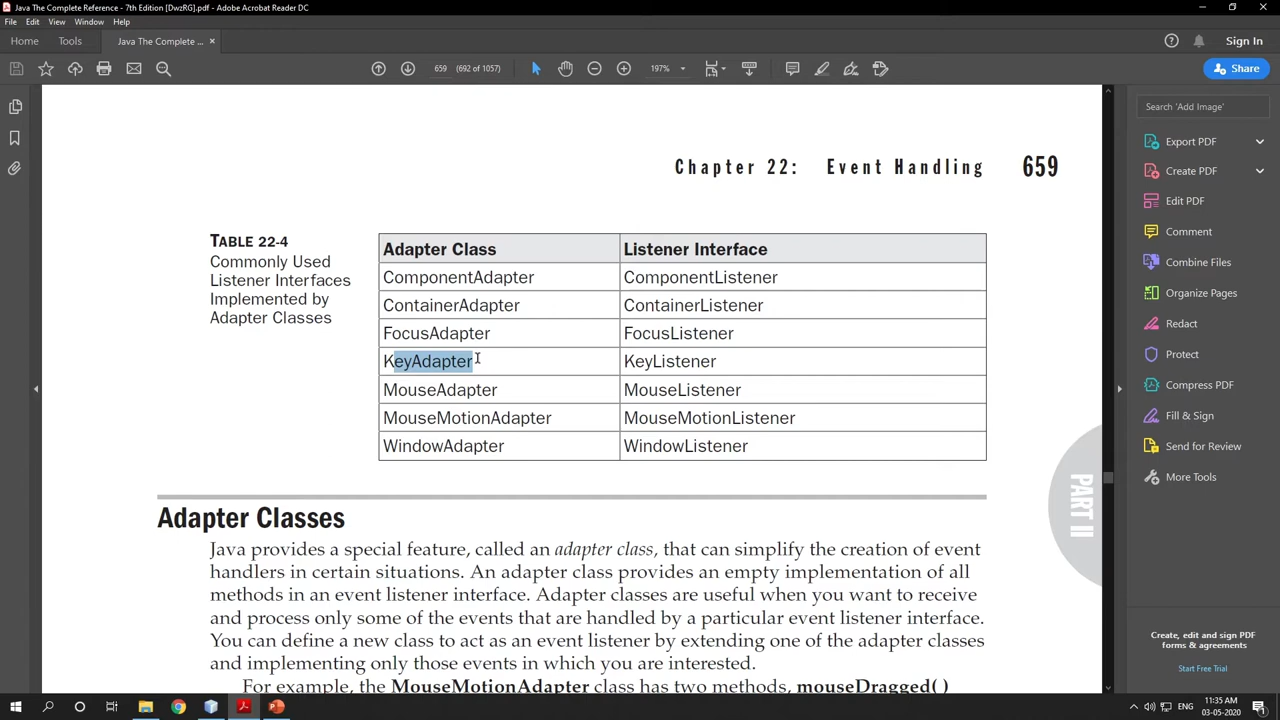 Java The Complete Reference - 7th Edition [DwzRG].pdf - Adobe Acrobat Reader DC
File Edit View Window Help
Home Tools Java The Complete ... ×
Sign In
659 (692 of 1057) 197% Share
Chapter 22: Event Handling 659
TABLE 22-4
Commonly Used
Listener Interfaces
Implemented by
Adapter Classes
Adapter Class Listener Interface
ComponentAdapter ComponentListener
ContainerAdapter ContainerListener
FocusAdapter FocusListener
KeyAdapter KeyListener
MouseAdapter MouseListener
MouseMotionAdapter MouseMotionListener
WindowAdapter WindowListener
PART II
Adapter Classes
Java provides a special feature, called an adapter class, that can simplify the creation of event
handlers in certain situations. An adapter class provides an empty implementation of all
methods in an event listener interface. Adapter classes are useful when you want to receive
and process only some of the events that are handled by a particular event listener interface.
You can define a new class to act as an event listener by extending one of the adapter classes
and implementing only those events in which you are interested.
For example, the MouseMotionAdapter class has two methods, mouseDragged( )
Search 'Add Image'
Export PDF
Create PDF
Edit PDF
Comment
Combine Files
Organize Pages
Redact
Protect
Compress PDF
Fill & Sign
Send for Review
More Tools
Create, edit and sign PDF
forms & agreements
Start Free Trial
ENG
11:35 AM
03-05-2020